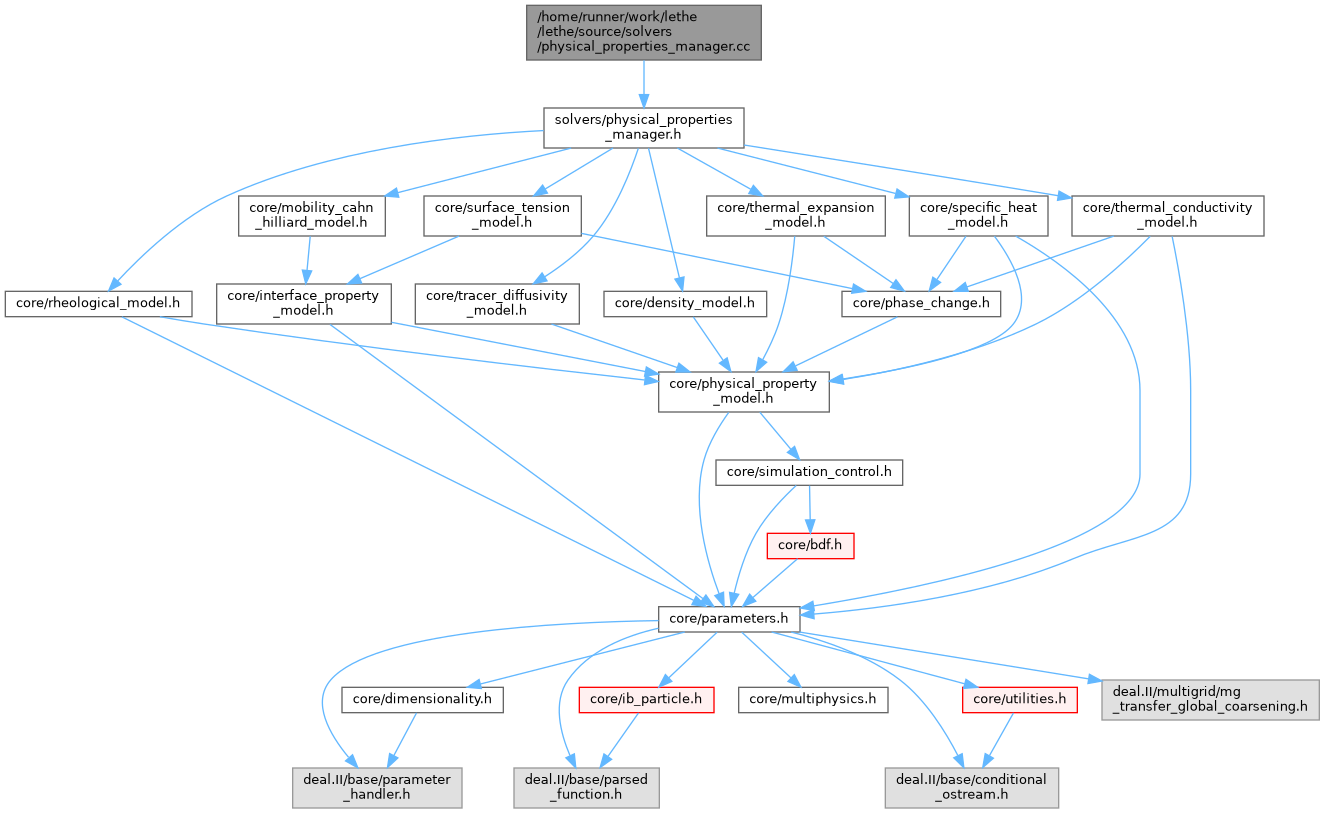 /home/runner/work/lethe
/lethe/source/solvers
/physical_properties_manager.cc
solvers/physical_properties
_manager.h
core/mobility_cahn
_hilliard_model.h
core/surface_tension
_model.h
core/thermal_expansion
_model.h
core/specific_heat
_model.h
core/thermal_conductivity
_model.h
core/rheological_model.h
core/interface_property
_model.h
core/tracer_diffusivity
_model.h
core/density_model.h
core/phase_change.h
core/physical_property
_model.h
core/simulation_control.h
core/bdf.h
core/parameters.h
core/dimensionality.h
core/ib_particle.h
core/multiphysics.h
core/utilities.h
deal.II/multigrid/mg
_transfer_global_coarsening.h
deal.II/base/parameter
_handler.h
deal.II/base/parsed
_function.h
deal.II/base/conditional
_ostream.h